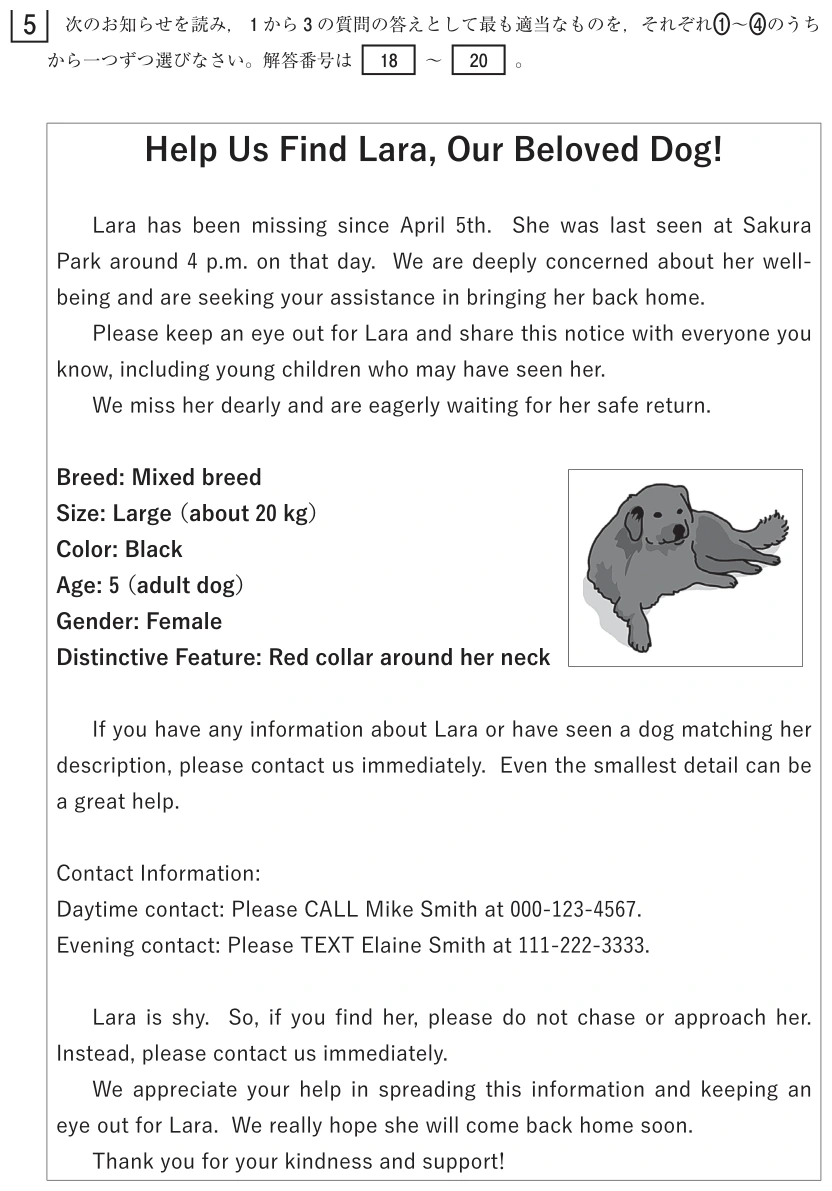 5 次のお知らせを読み，1から3の質問の答えとして最も適当なものを，それぞれ①～④のうち
から一つずつ選びなさい。解答番号は 18 ～ 20 。
Help Us Find Lara, Our Beloved Dog!
Lara has been missing since April 5th. She was last seen at Sakura
Park around 4 p.m. on that day. We are deeply concerned about her well-
being and are seeking your assistance in bringing her back home.
Please keep an eye out for Lara and share this notice with everyone you
know, including young children who may have seen her.
We miss her dearly and are eagerly waiting for her safe return.
Breed: Mixed breed
Size: Large（about 20 kg）
Color: Black
Age: 5（adult dog）
Gender: Female
Distinctive Feature: Red collar around her neck
If you have any information about Lara or have seen a dog matching her
description, please contact us immediately. Even the smallest detail can be
a great help.
Contact Information:
Daytime contact: Please CALL Mike Smith at 000-123-4567.
Evening contact: Please TEXT Elaine Smith at 111-222-3333.
Lara is shy. So, if you find her, please do not chase or approach her.
Instead, please contact us immediately.
We appreciate your help in spreading this information and keeping an
eye out for Lara. We really hope she will come back home soon.
Thank you for your kindness and support!